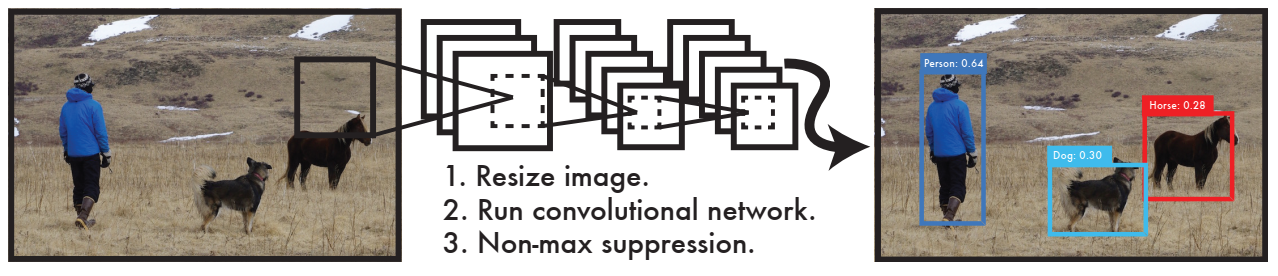 1. Resize image.
2. Run convolutional network.
3. Non-max suppression.
Person: 0.64
Horse: 0.28
Dog: 0.30